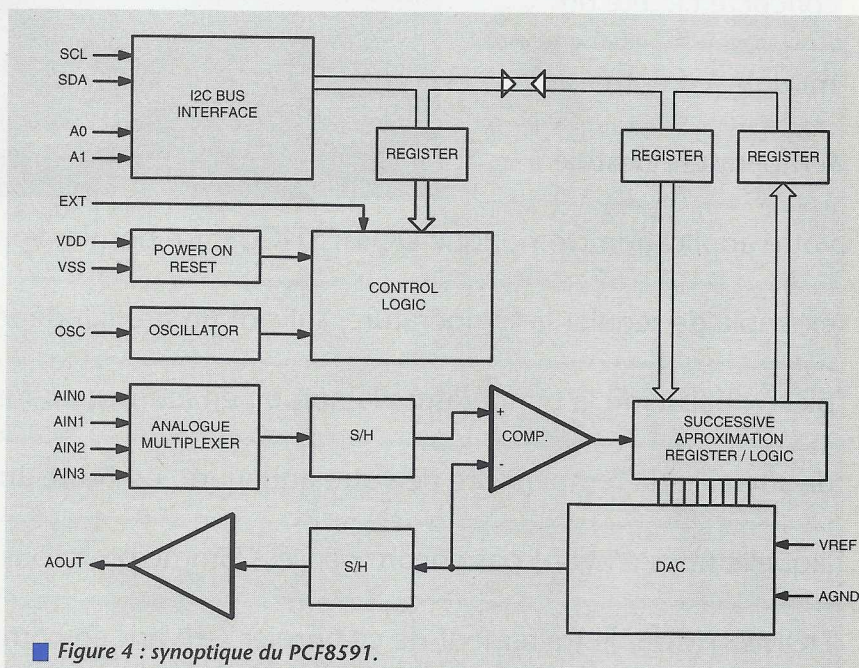 SCL
SDA
A0
A1
I2C BUS
INTERFACE
REGISTER
REGISTER
REGISTER
EXT
VDD
VSS
POWER ON
RESET
CONTROL
LOGIC
OSC
OSCILLATOR
AIN0
AIN1
AIN2
AIN3
ANALOGUE
MULTIPLEXER
S/H
+
-
COMP.
SUCCESSIVE
APROXIMATION
REGISTER / LOGIC
AOUT
S/H
DAC
VREF
AGND
Figure 4 : synoptique du PCF8591.